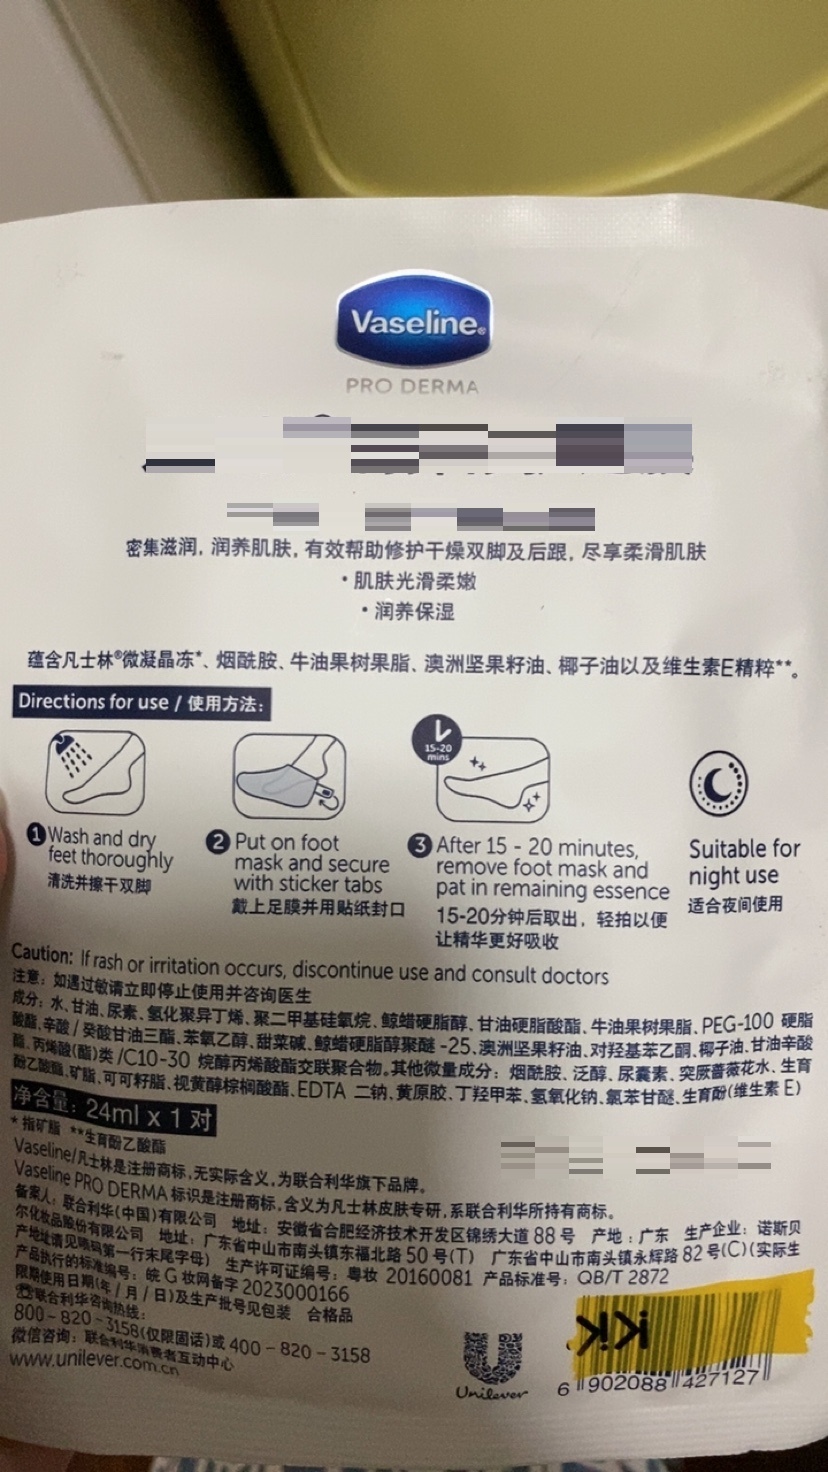 Vaseline®
PRO DERMA
密集滋润, 润养肌肤, 有效帮助修护干燥双脚及后跟, 尽享柔滑肌肤
·肌肤光滑柔嫩
·润养保湿
蕴含凡士林®微凝晶冻*、烟酰胺、牛油果树果脂、澳洲坚果籽油、椰子油以及维生素E精粹**。
Directions for use / 使用方法:
15-20
mins
1 Wash and dry
feet thoroughly
清洗并擦干双脚
2 Put on foot
mask and secure
with sticker tabs
戴上足膜并用贴纸封口
3 After 15 - 20 minutes,
remove foot mask and
pat in remaining essence
15-20分钟后取出, 轻拍以便
让精华更好吸收
Suitable for
night use
适合夜间使用
Caution: If rash or irritation occurs, discontinue use and consult doctors
注意: 如遇过敏请立即停止使用并咨询医生
成分: 水、甘油、尿素、氢化聚异丁烯、聚二甲基硅氧烷、鲸蜡硬脂醇、甘油硬脂酸酯、牛油果树果脂、PEG-100 硬脂
酸酯、辛酸/癸酸甘油三酯、苯氧乙醇、甜菜碱、鲸蜡硬脂醇聚醚-25、澳洲坚果籽油、对羟基苯乙酮、椰子油、甘油辛酸
酯、丙烯酸(酯)类/C10-30 烷醇丙烯酸酯交联聚合物。其他微量成分: 烟酰胺、泛醇、尿囊素、突厥蔷薇花水、生育
酚乙酸酯、矿脂、可可籽脂、视黄醇棕榈酸酯、EDTA 二钠、黄原胶、丁羟甲苯、氢氧化钠、氯苯甘醚、生育酚(维生素 E)
净含量: 24ml x 1 对
* 指矿脂 **生育酚乙酸酯
Vaseline/凡士林是注册商标,无实际含义,为联合利华旗下品牌。
Vaseline PRO DERMA 标识是注册商标,含义为凡士林皮肤专研,系联合利华所持有商标。
备案人: 联合利华(中国)有限公司 地址: 安徽省合肥经济技术开发区锦绣大道 88 号 产地: 广东 生产企业: 诺斯贝
尔化妆品股份有限公司 地址: 广东省中山市南头镇东福北路 50 号(T) 广东省中山市南头镇永辉路 82 号(C)(实际生
产地址请见喷码第一行末尾字母) 生产许可证编号: 粤妆 20160081 产品标准号: QB/T 2872
产品执行的标准编号: 皖 G 妆网备字 2023000166
限期使用日期(年/月/日)及生产批号见包装 合格品
联合利华咨询热线:
800-820-3158(仅限固话)或 400-820-3158
微信咨询: 联合利华消费者互动中心
www.unilever.com.cn
Unilever
6 902088 427127